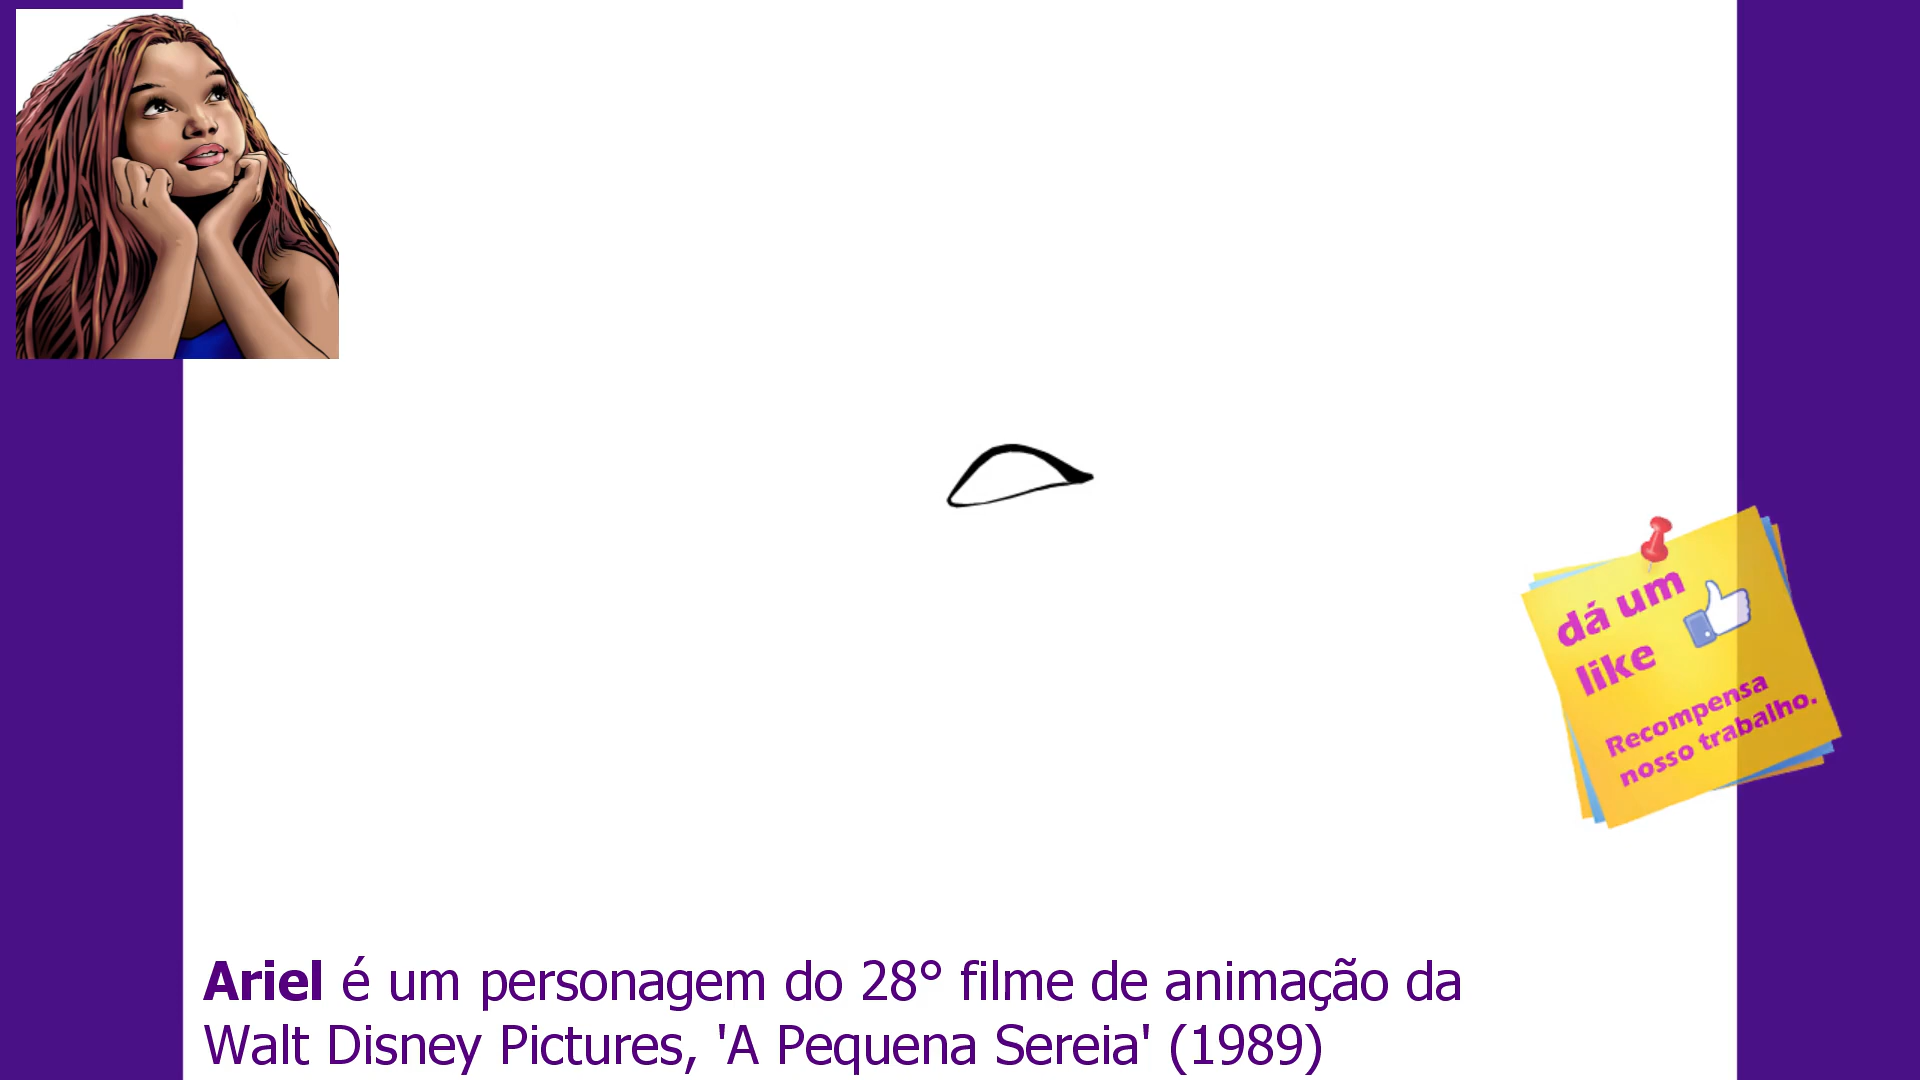 dá um
like
Recompensa
nosso trabalho.
Ariel é um personagem do 28° filme de animação da
Walt Disney Pictures, 'A Pequena Sereia' (1989)